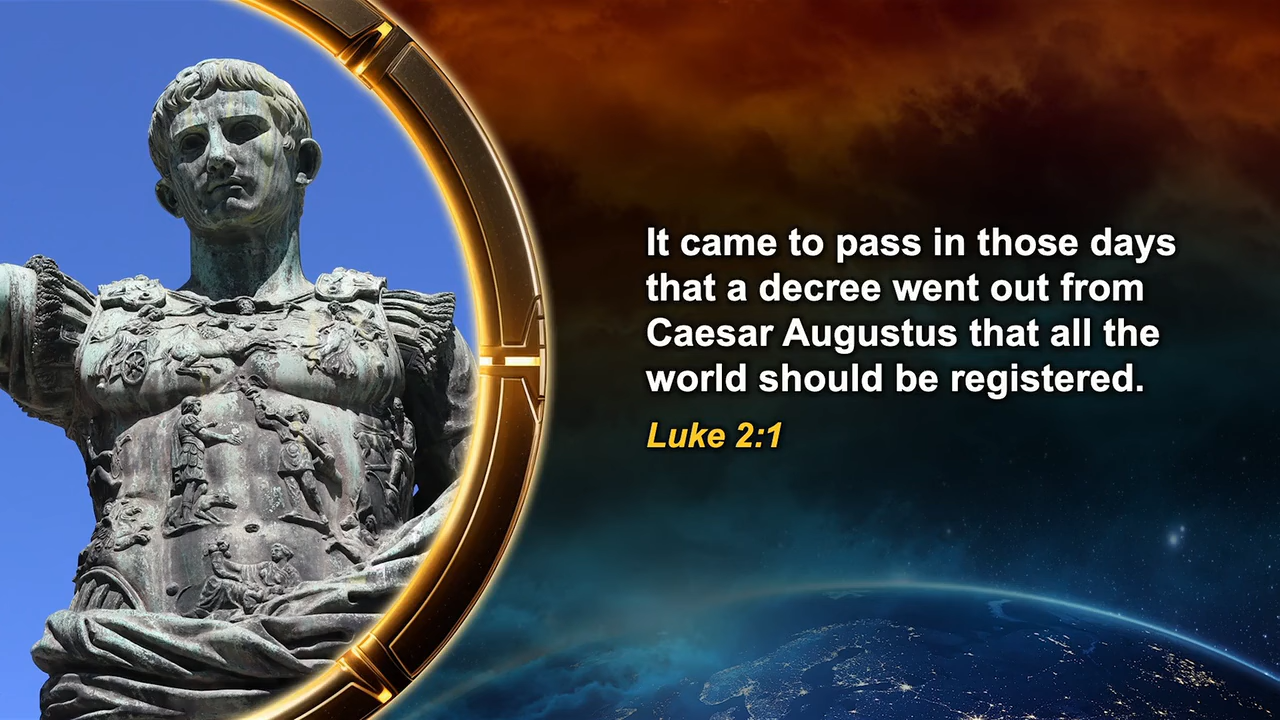 It came to pass in those days
that a decree went out from
Caesar Augustus that all the
world should be registered.
Luke 2:1